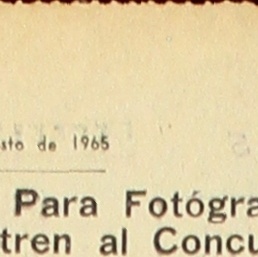 sto de 1965
Para Fotógra
tren al Concu